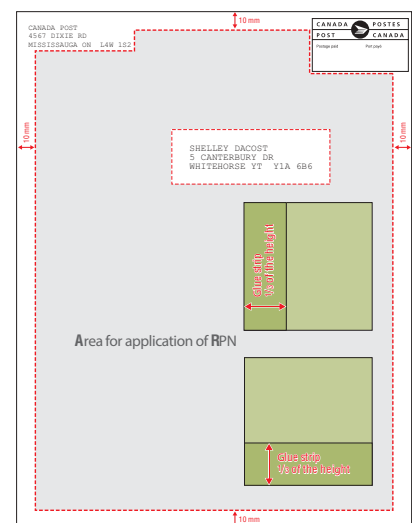 10 mm
CANADA POST
4567 DIXIE RD
MISSISSAUGA ON L4W 1S2
CANADA POSTES
POST CANADA
Postage paid Port payé
10 mm
10 mm
SHELLEY DACOST
5 CANTERBURY DR
WHITEHORSE YT Y1A 6B6
Glue strip
1/3 of the height
Area for application of RPN
Glue strip
1/3 of the height
10 mm